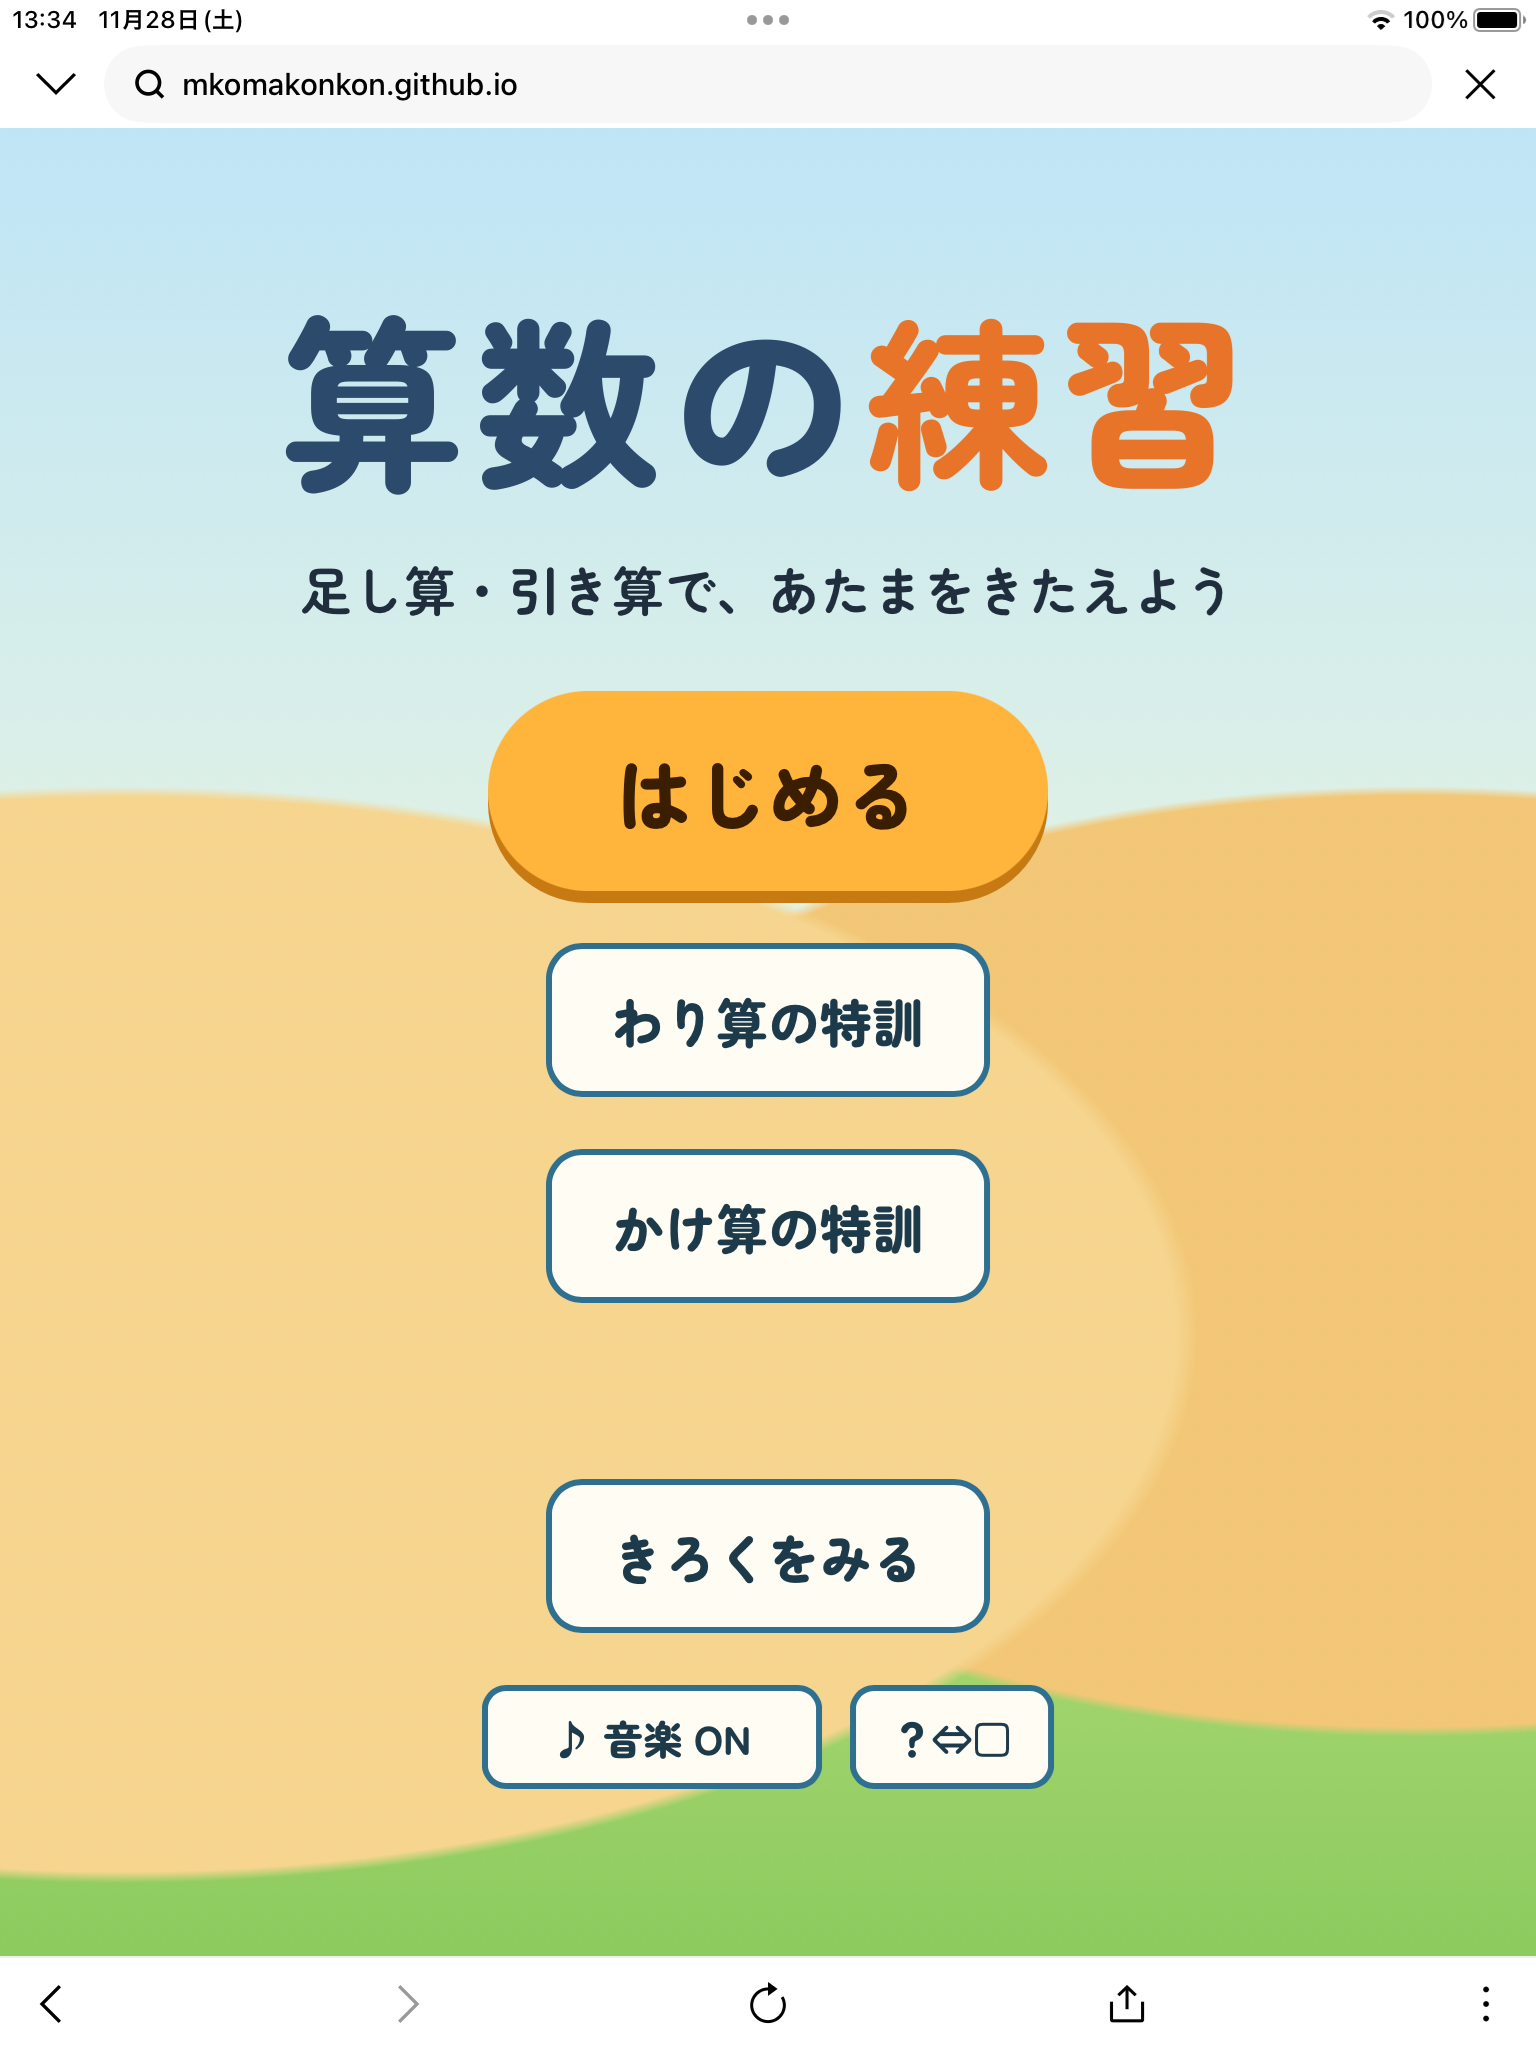 13:34 11月28日(土) 100%
mkomakonkon.github.io
算数の練習
足し算・引き算で、あたまをきたえよう
はじめる
わり算の特訓
かけ算の特訓
きろくをみる
♪ 音楽 ON
?⇔□